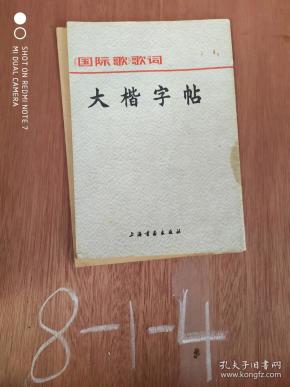 SHOT ON REDMI NOTE 7
MI DUAL CAMERA
《国际歌》歌词
大楷字帖
上海书画出版社
8-1-4
孔夫子旧书网